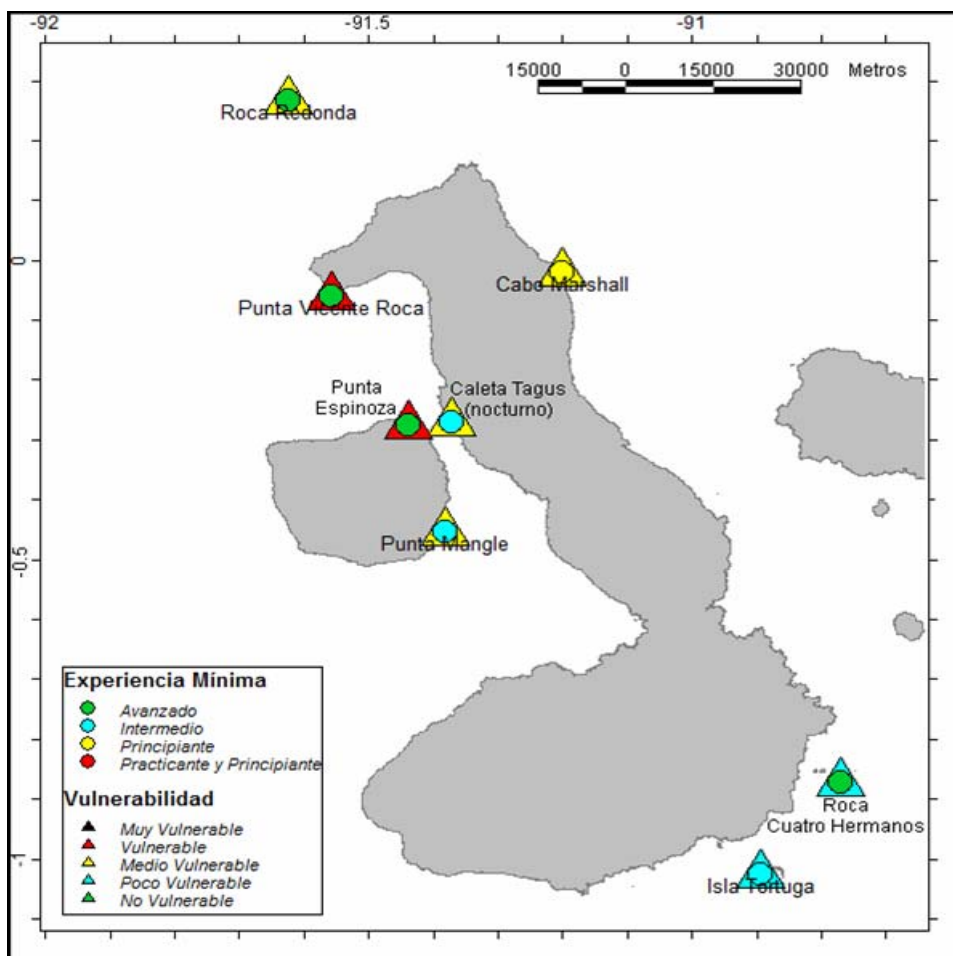 -92 -91.5 -91
15000 0 15000 30000 Metros
Roca Redonda
0
Cabo Marshall
Punta Vicente Roca
Punta
Espinoza
Caleta Tagus
(nocturno)
Punta Mangle
-0.5
Experiencia Mínima
Avanzado
Intermedio
Principiante
Practicante y Principiante
Vulnerabilidad
Muy Vulnerable
Vulnerable
Medio Vulnerable
Poco Vulnerable
No Vulnerable
Roca
Cuatro Hermanos
-1
Isla Tortuga